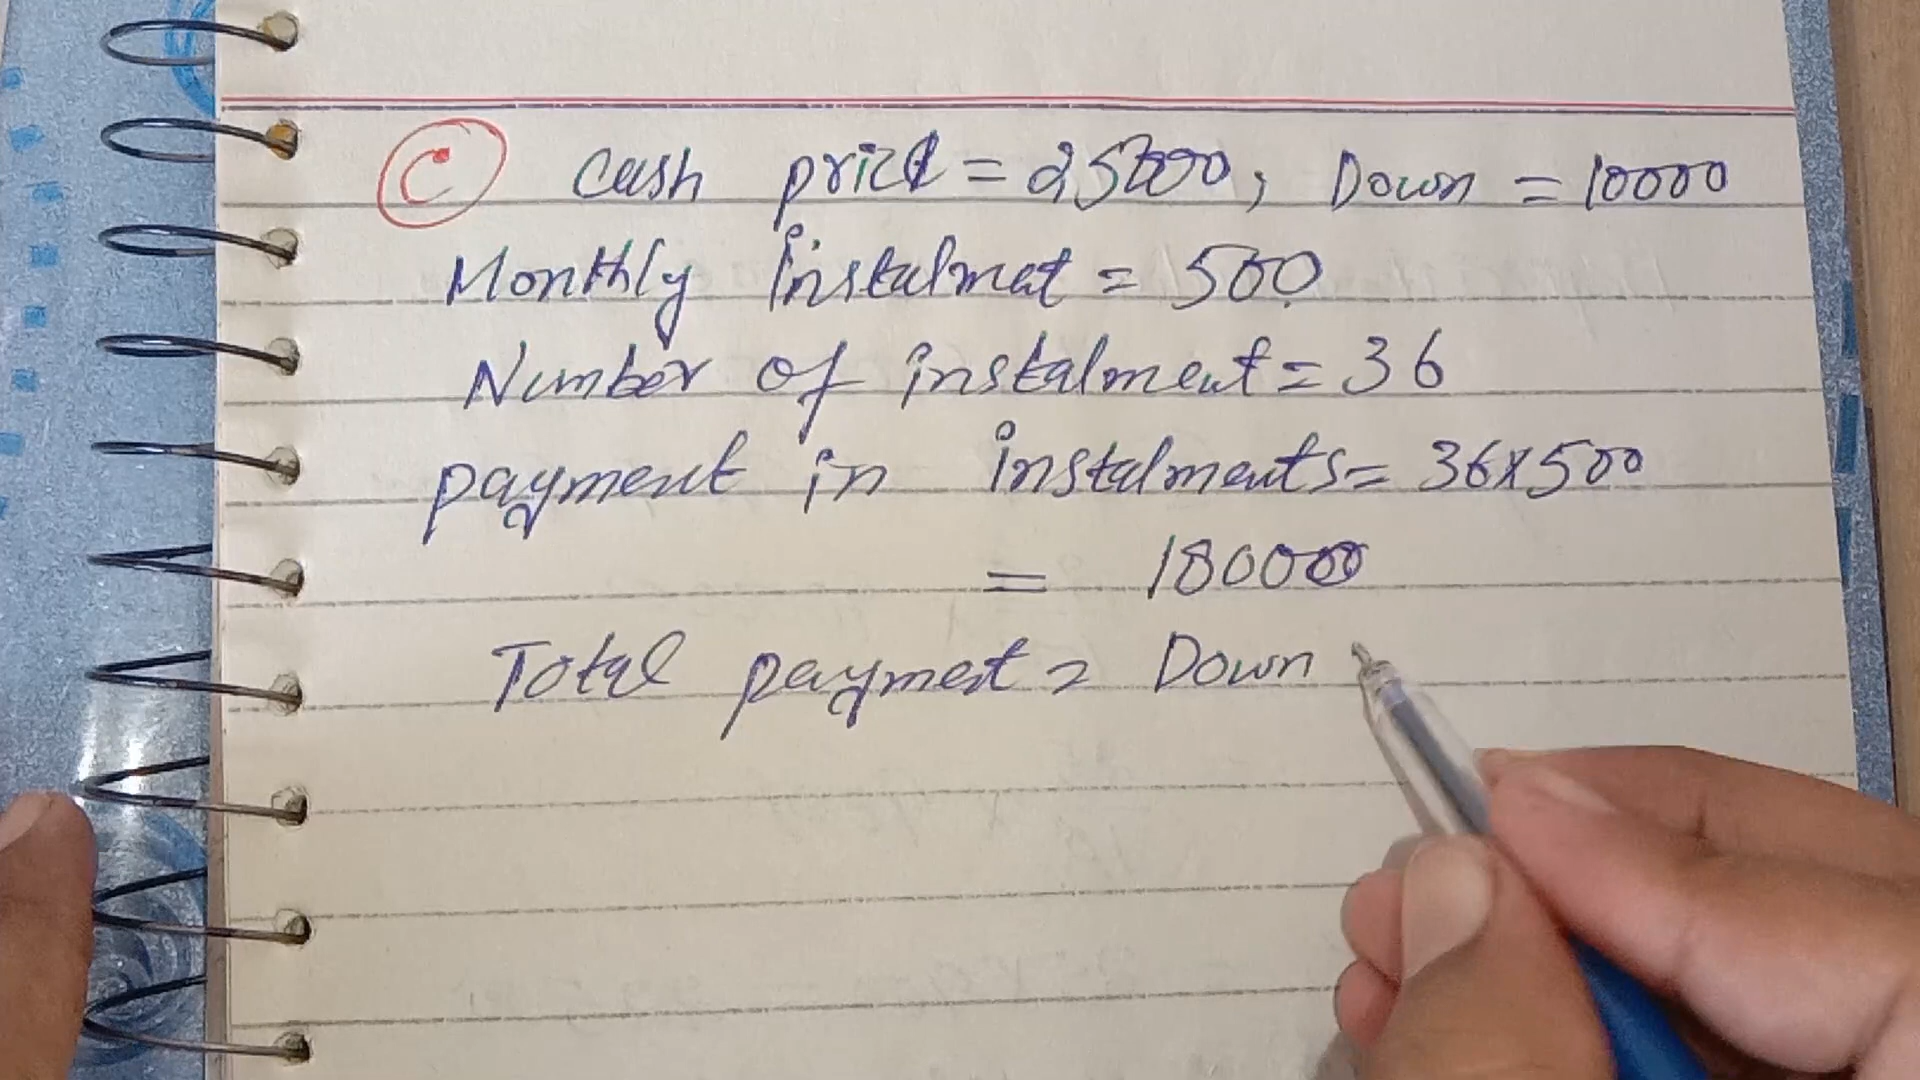 C cash price = 25000, Down = 10000
Monthly instalmet = 500
Number of instalment = 36
payment in instalments = 36x500
= 18000
Total paymet = Down